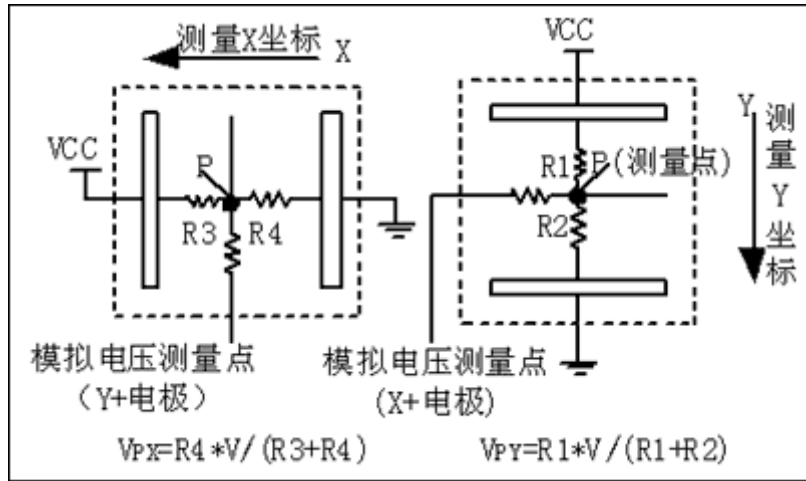 测量X坐标 X
VCC
P
R3 R4
模拟电压测量点
（Y+电极）
VPX=R4*V/(R3+R4)
VCC
Y
测量Y坐标
R1 P(测量点)
R2
模拟电压测量点
(X+电极)
VPY=R1*V/(R1+R2)